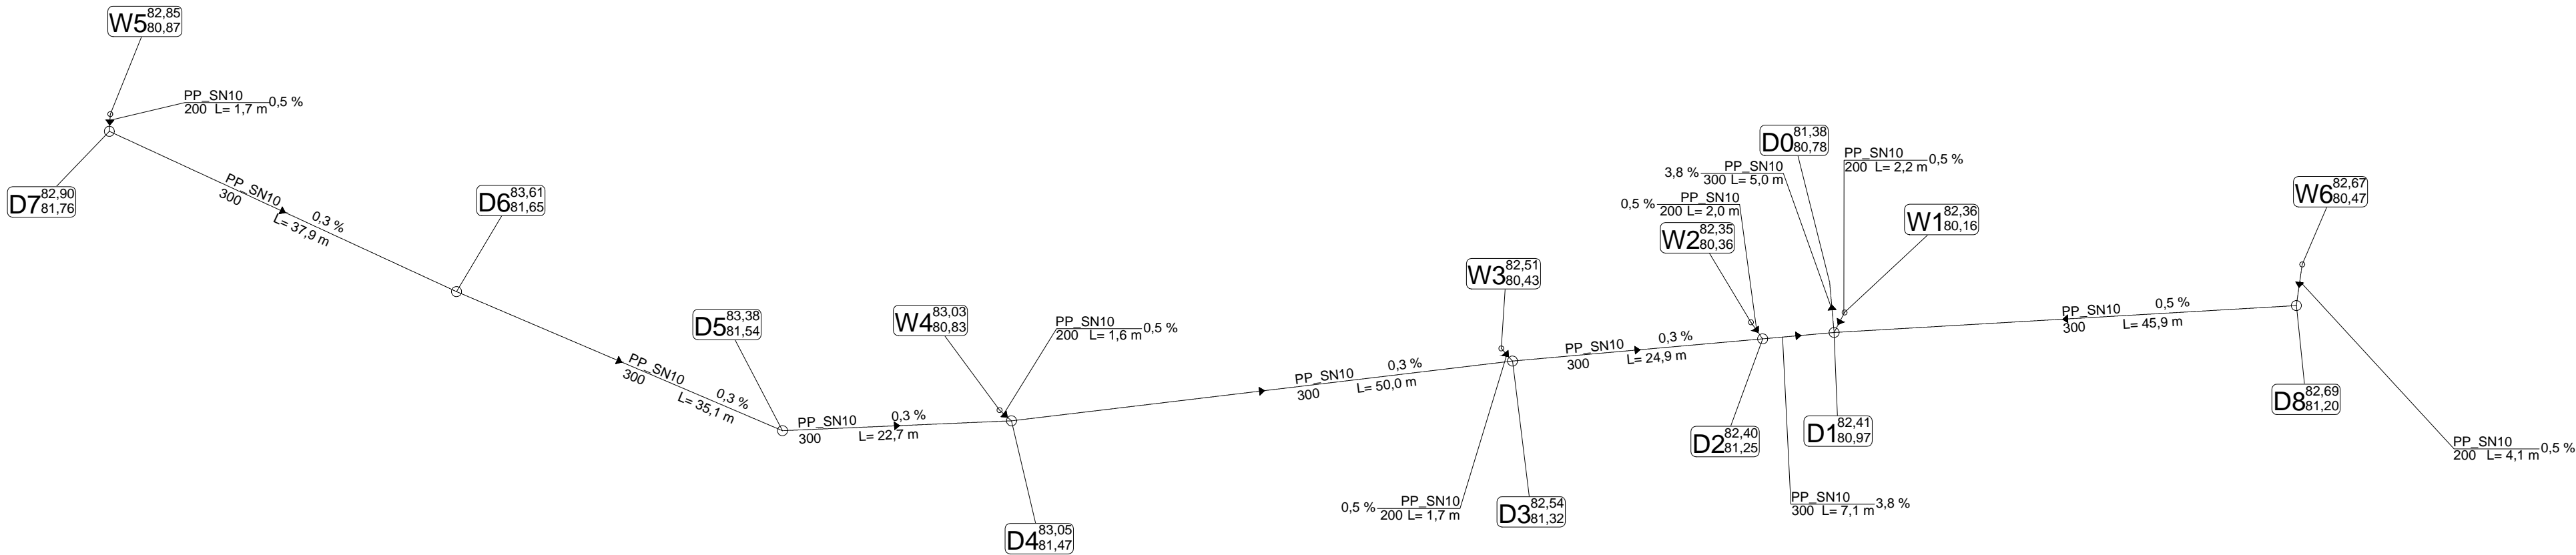 W5 82,85
80,87
PP_SN10
200 L= 1,7 m 0,5 %
D7 82,90
81,76
PP_SN10
300
0,3 %
L= 37,9 m
D6 83,61
81,65
PP_SN10
300
0,3 %
L= 35,1 m
D5 83,38
81,54
PP_SN10
300
0,3 %
L= 22,7 m
W4 83,03
80,83
PP_SN10
200 L= 1,6 m 0,5 %
D4 83,05
81,47
PP_SN10
300
0,3 %
L= 50,0 m
W3 82,51
80,43
0,5 % PP_SN10
200 L= 1,7 m
D3 82,54
81,32
PP_SN10
300
0,3 %
L= 24,9 m
W2 82,35
80,36
0,5 % PP_SN10
200 L= 2,0 m
3,8 % PP_SN10
300 L= 5,0 m
D0 81,38
80,78
PP_SN10
200 L= 2,2 m 0,5 %
W1 82,36
80,16
D2 82,40
81,25
PP_SN10
300 L= 7,1 m 3,8 %
D1 82,41
80,97
PP_SN10
300
0,5 %
L= 45,9 m
W6 82,67
80,47
D8 82,69
81,20
PP_SN10
200 L= 4,1 m 0,5 %